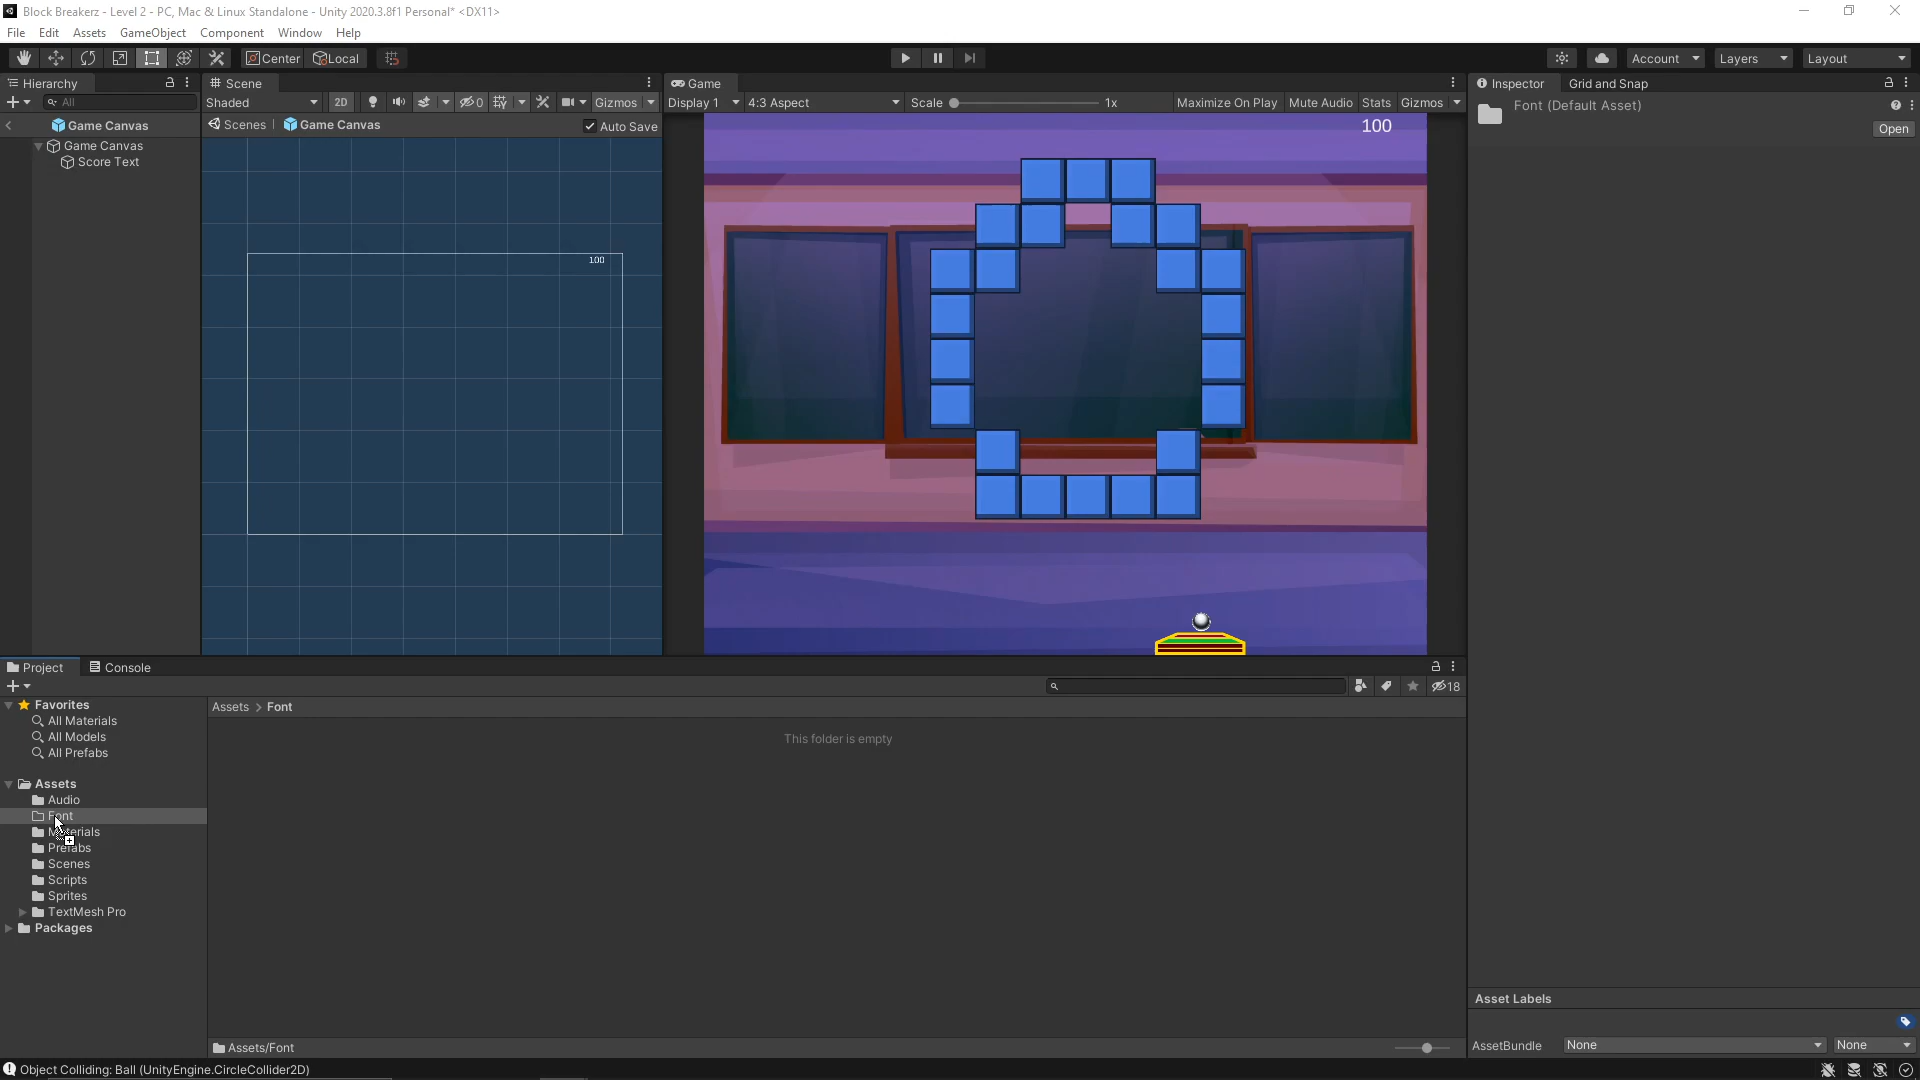 Block Breakerz - Level 2 - PC, Mac & Linux Standalone - Unity 2020.3.8f1 Personal* <DX11>
File Edit Assets GameObject Component Window Help
Center Local Account Layers Layout
Hierarchy Scene Game Inspector Grid and Snap
All Shaded 2D 0 Gizmos Display 1 4:3 Aspect Scale 1x Maximize On Play Mute Audio Stats Gizmos Font (Default Asset)
Game Canvas Scenes Game Canvas Auto Save 100 Open
Game Canvas
Score Text
100
Project Console
18
Favorites Assets > Font
All Materials
All Models This folder is empty
All Prefabs
Assets
Audio
Font
Materials
Prefabs
Scenes
Scripts
Sprites
TextMesh Pro
Packages
Asset Labels
Assets/Font AssetBundle None None
Object Colliding: Ball (UnityEngine.CircleCollider2D)